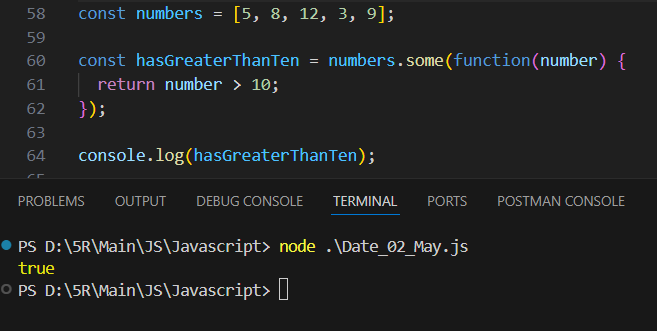 58 const numbers = [5, 8, 12, 3, 9];
59
60 const hasGreaterThanTen = numbers.some(function(number) {
61 return number > 10;
62 });
63
64 console.log(hasGreaterThanTen);
65
PROBLEMS OUTPUT DEBUG CONSOLE TERMINAL PORTS POSTMAN CONSOLE
PS D:\5R\Main\JS\Javascript> node .\Date_02_May.js
true
PS D:\5R\Main\JS\Javascript>